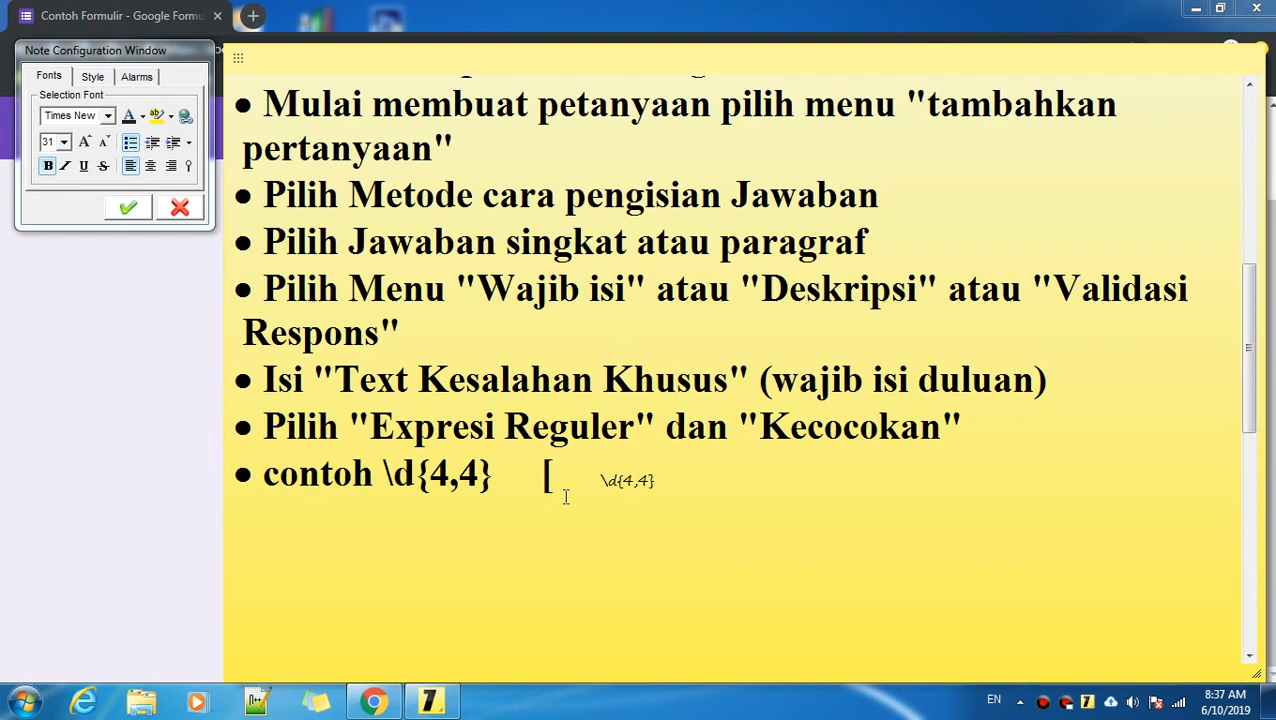 Contoh Formulir - Google Formu
Note Configuration Window
Fonts Style Alarms
Selection Font
Times New
31
B I U S
Mulai membuat petanyaan pilih menu "tambahkan
pertanyaan"
• Pilih Metode cara pengisian Jawaban
• Pilih Jawaban singkat atau paragraf
• Pilih Menu "Wajib isi" atau "Deskripsi" atau "Validasi
Respons"
• Isi "Text Kesalahan Khusus" (wajib isi duluan)
• Pilih "Expresi Reguler" dan "Kecocokan"
• contoh \d{4,4} [ \d{4,4}
EN
8:37 AM
6/10/2019